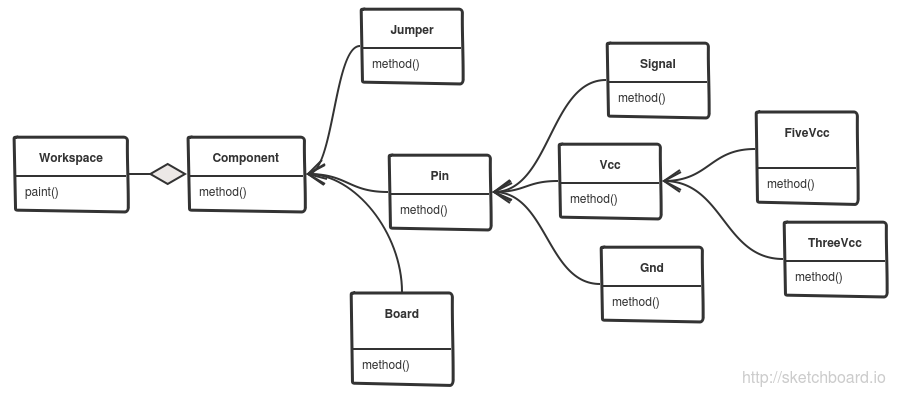 Jumper
method()
Signal
method()
FiveVcc
method()
Workspace
paint()
Component
method()
Pin
method()
Vcc
method()
ThreeVcc
method()
Gnd
method()
Board
method()
http://sketchboard.io